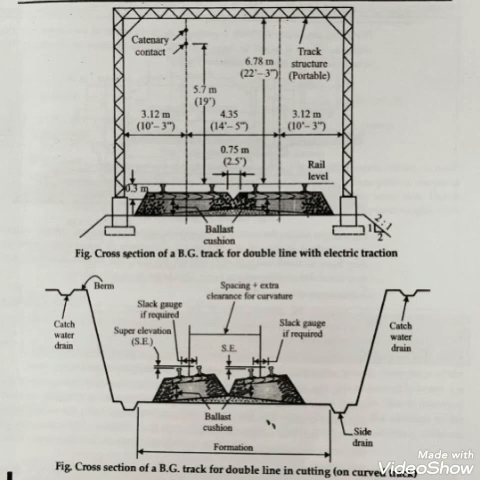 Catenary
contact
6.78 m
(22'–3")
Track
structure
(Portable)
5.7 m
(19')
3.12 m
(10'–3")
4.35
(14'–5")
3.12 m
(10'–3")
0.75 m
(2.5')
Rail
level
0.3 m
2:1
1
2
Ballast
cushion
Fig. Cross section of a B.G. track for double line with electric traction
Berm
Spacing + extra
clearance for curvature
Slack gauge
if required
Slack gauge
if required
Catch
water
drain
Super elevation
(S.E.)
S.E.
Catch
water
drain
Ballast
cushion
Side
drain
Formation
Fig. Cross section of a B.G. track for double line in cutting (on curved track)
Made with
VideoShow